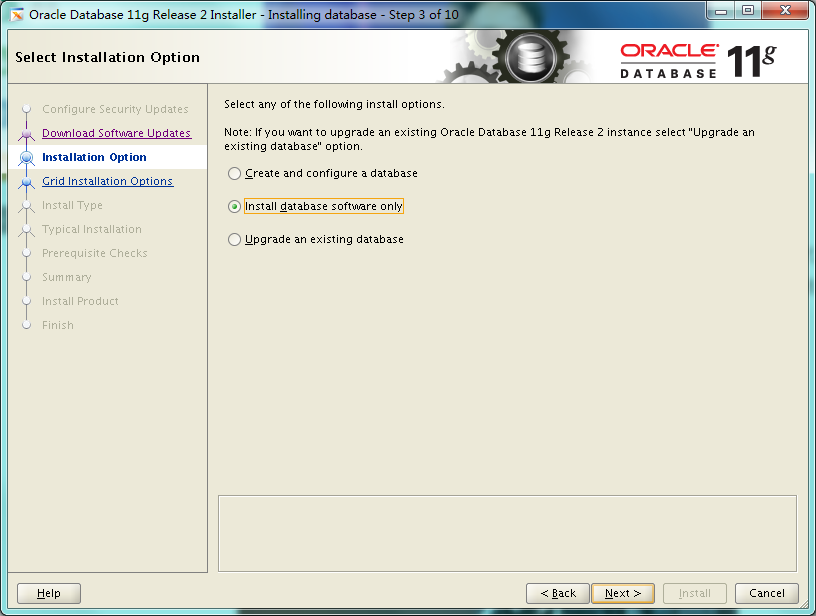 Oracle Database 11g Release 2 Installer - Installing database - Step 3 of 10
Select Installation Option
ORACLE
DATABASE
11g
Configure Security Updates
Download Software Updates
Installation Option
Grid Installation Options
Install Type
Typical Installation
Prerequisite Checks
Summary
Install Product
Finish
Select any of the following install options.
Note: If you want to upgrade an existing Oracle Database 11g Release 2 instance select "Upgrade an
existing database" option.
Create and configure a database
Install database software only
Upgrade an existing database
Help
< Back
Next >
Install
Cancel